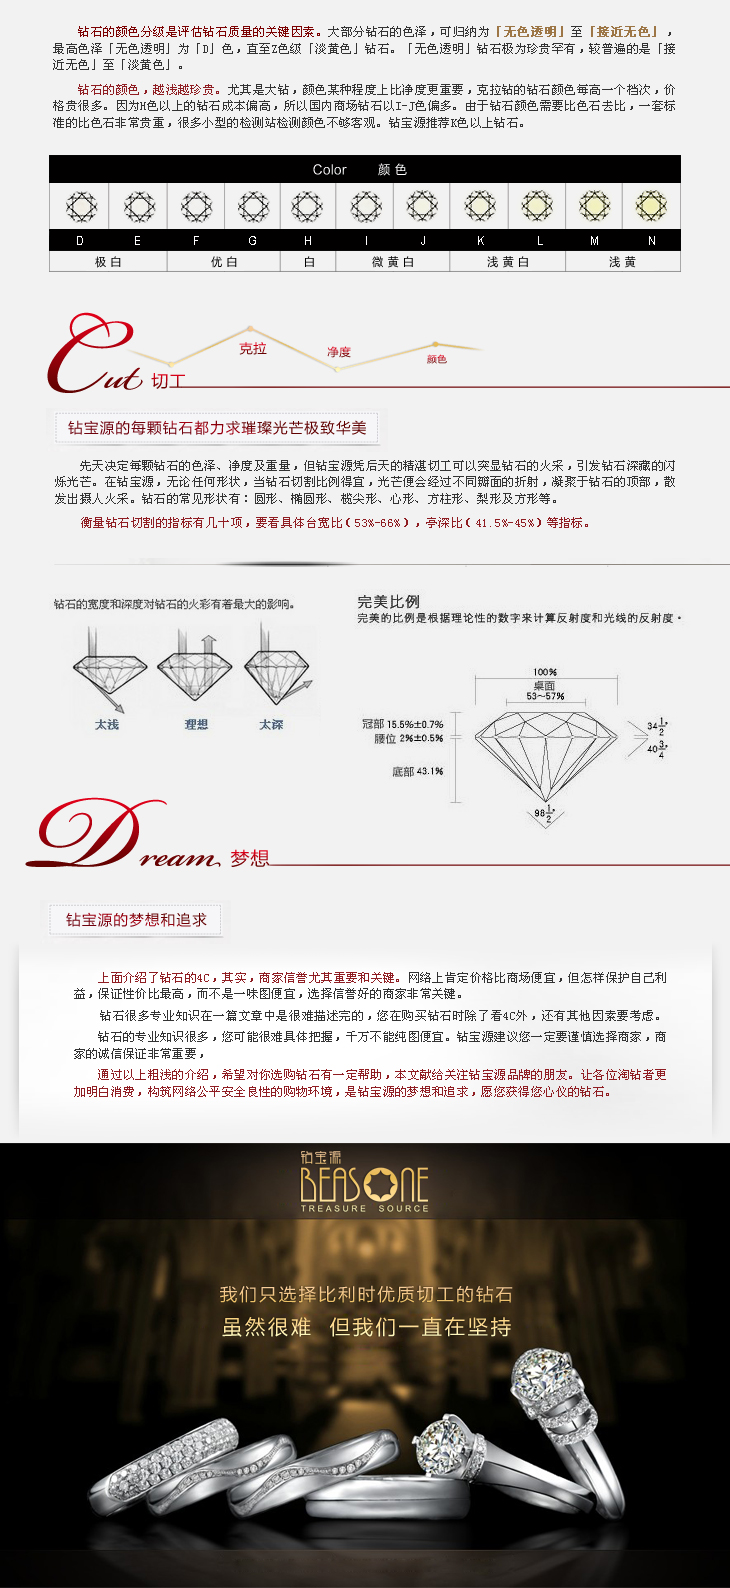 钻石的颜色分级是评估钻石质量的关键因素。大部分钻石的色泽，可归纳为「无色透明」至「接近无色」，
最高色泽「无色透明」为「D」色，直至Z色级「淡黄色」钻石。「无色透明」钻石极为珍贵罕有，较普遍的是「接
近无色」至「淡黄色」。
钻石的颜色，越浅越珍贵。尤其是大钻，颜色某种程度上比净度更重要，克拉钻的钻石颜色每高一个档次，价
格贵很多。因为H色以上的钻石成本偏高，所以国内商场钻石以I-J色偏多。由于钻石颜色需要比色石去比，一套标
准的比色石非常贵重，很多小型的检测站检测颜色不够客观。钻宝源推荐K色以上钻石。
Color 颜色
D E F G H I J K L M N
极白 优白 白 微黄白 浅黄白 浅黄
Cut 切工
克拉
净度
颜色
钻宝源的每颗钻石都力求璀璨光芒极致华美
先天决定每颗钻石的色泽、净度及重量，但钻宝源凭后天的精湛切工可以突显钻石的火采，引发钻石深藏的闪
烁光芒。在钻宝源，无论任何形状，当钻石切割比例得宜，光芒便会经过不同瓣面的折射，凝聚于钻石的顶部，散
发出摄人火采。钻石的常见形状有：圆形、椭圆形、榄尖形、心形、方柱形、梨形及方形等。
衡量钻石切割的指标有几十项，要看具体台宽比（53%-66%），亭深比（41.5%-45%）等指标。
钻石的宽度和深度对钻石的火彩有着最大的影响。
太浅 理想 太深
完美比例
完美的比例是根据理论性的数字来计算反射度和光线的反射度。
100%
桌面
53～57%
冠部 15.5%±0.7%
腰位 2%±0.5%
底部 43.1%
34 1/2°
40 3/4°
98 1/2°
Dream 梦想
钻宝源的梦想和追求
上面介绍了钻石的4C，其实，商家信誉尤其重要和关键。网络上肯定价格比商场便宜，但怎样保护自己利
益，保证性价比最高，而不是一味图便宜，选择信誉好的商家非常关键。
钻石很多专业知识在一篇文章中是很难描述完的，您在购买钻石时除了看4C外，还有其他因素要考虑。
钻石的专业知识很多，您可能很难具体把握，千万不能纯图便宜。钻宝源建议您一定要谨慎选择商家，商
家的诚信保证非常重要，
通过以上粗浅的介绍，希望对你选购钻石有一定帮助，本文献给关注钻宝源品牌的朋友。让各位淘钻者更
加明白消费，构筑网络公平安全良性的购物环境，是钻宝源的梦想和追求，愿您获得您心仪的钻石。
钻宝源
BEASONE
TREASURE SOURCE
我们只选择比利时优质切工的钻石
虽然很难 但我们一直在坚持